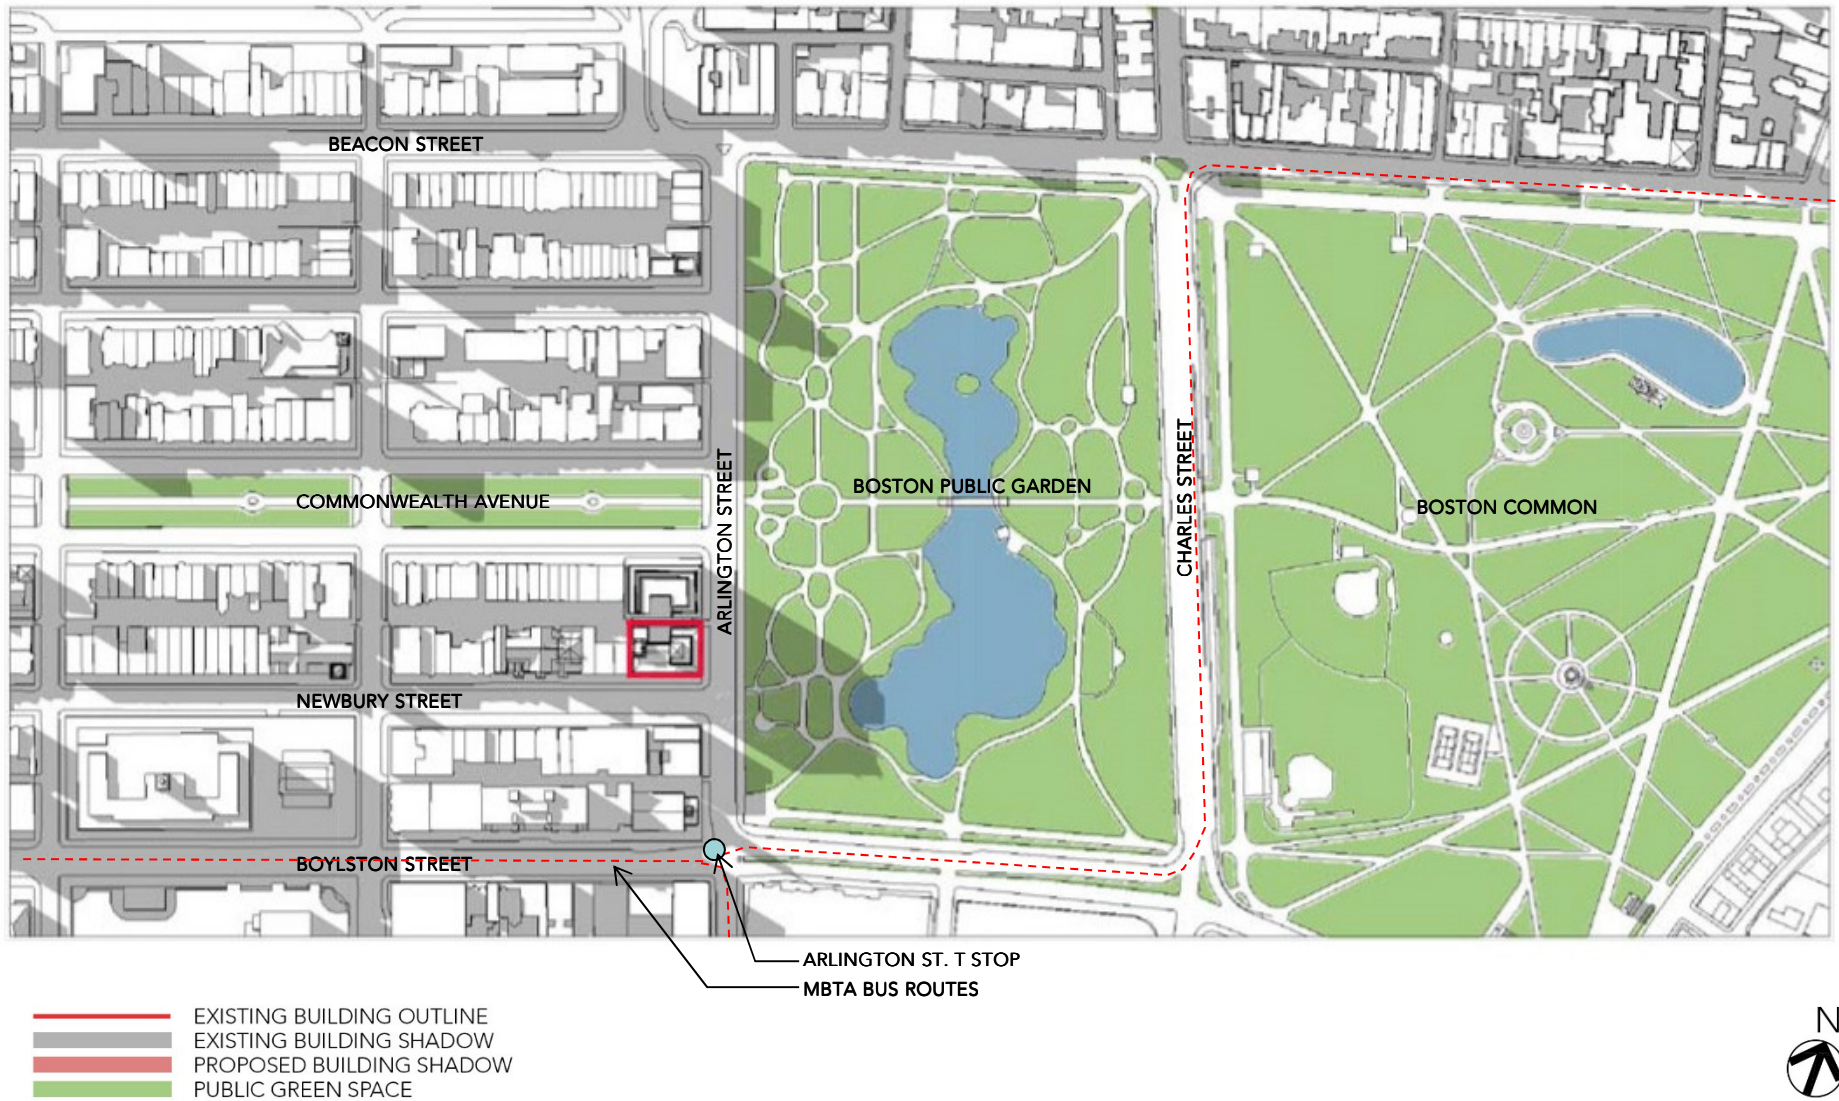 BEACON STREET
COMMONWEALTH AVENUE
ARLINGTON STREET
BOSTON PUBLIC GARDEN
CHARLES STREET
BOSTON COMMON
NEWBURY STREET
BOYLSTON STREET
ARLINGTON ST. T STOP
MBTA BUS ROUTES
EXISTING BUILDING OUTLINE
EXISTING BUILDING SHADOW
PROPOSED BUILDING SHADOW
PUBLIC GREEN SPACE
N